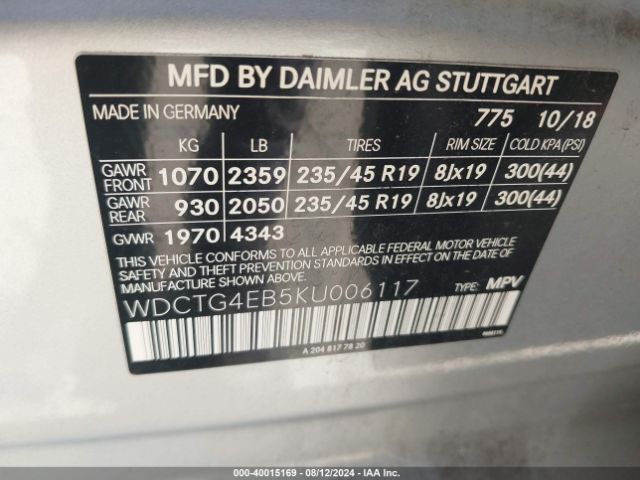 MFD BY DAIMLER AG STUTTGART
MADE IN GERMANY 775 10/18
KG LB TIRES RIM SIZE COLD KPA(PSI)
GAWR FRONT 1070 2359 235/45 R19 8Jx19 300(44)
GAWR REAR 930 2050 235/45 R19 8Jx19 300(44)
GVWR 1970 4343
THIS VEHICLE CONFORMS TO ALL APPLICABLE FEDERAL MOTOR VEHICLE
SAFETY AND THEFT PREVENTION STANDARDS IN EFFECT ON THE DATE OF
MANUFACTURE SHOWN ABOVE.
WDCTG4EB5KU006117 TYPE: MPV
A 204 817 78 20
000-40015169 - 08/12/2024 - IAA Inc.